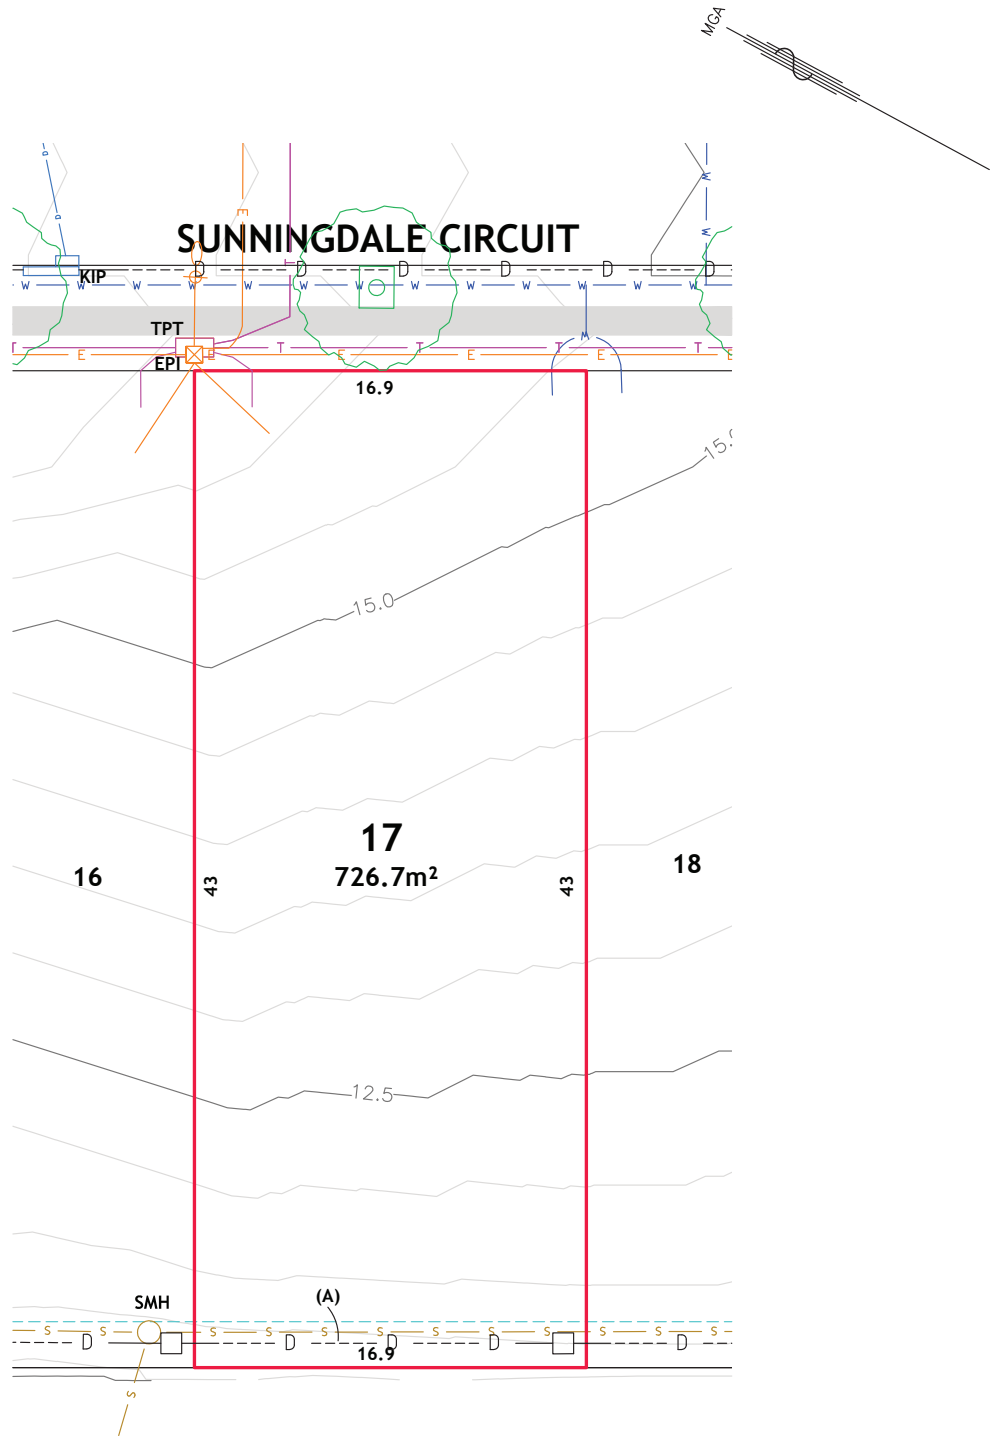 MGA
D
D
W
W
SUNNINGDALE CIRCUIT
E
T
D D D D D D
KIP
W W W W W W W W W W W W W
TPT
W
T T T T T
EPI
E E E E E E
16.9
15.0
15.0
17
726.7m²
16
18
43
43
12.5
SMH
(A)
S S S S S S S S S S S S
D D D D D
16.9
S